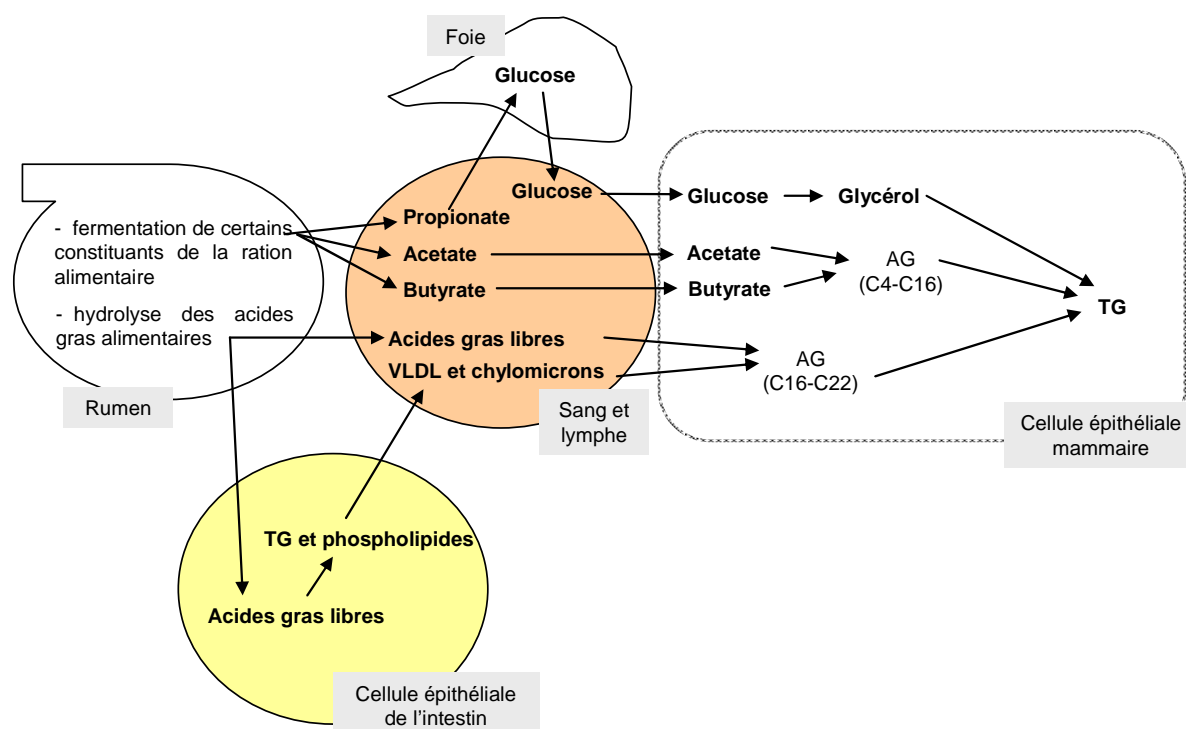 Foie
Glucose
Glucose
Propionate
Acetate
Butyrate
Acides gras libres
VLDL et chylomicrons
Sang et
lymphe
- fermentation de certains
constituants de la ration
alimentaire
- hydrolyse des acides
gras alimentaires
Rumen
Glucose
Glycérol
Acetate
Butyrate
AG
(C4-C16)
TG
AG
(C16-C22)
Cellule épithéliale
mammaire
TG et phospholipides
Acides gras libres
Cellule épithéliale
de l’intestin